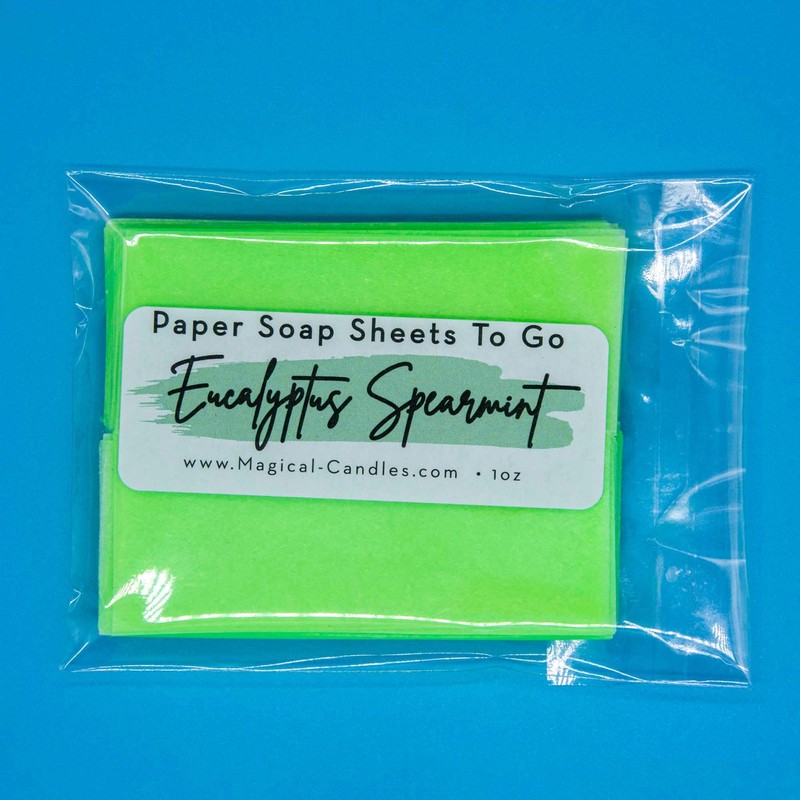 Paper Soap Sheets To Go
Eucalyptus Spearmint
www.Magical-Candles.com • 1oz